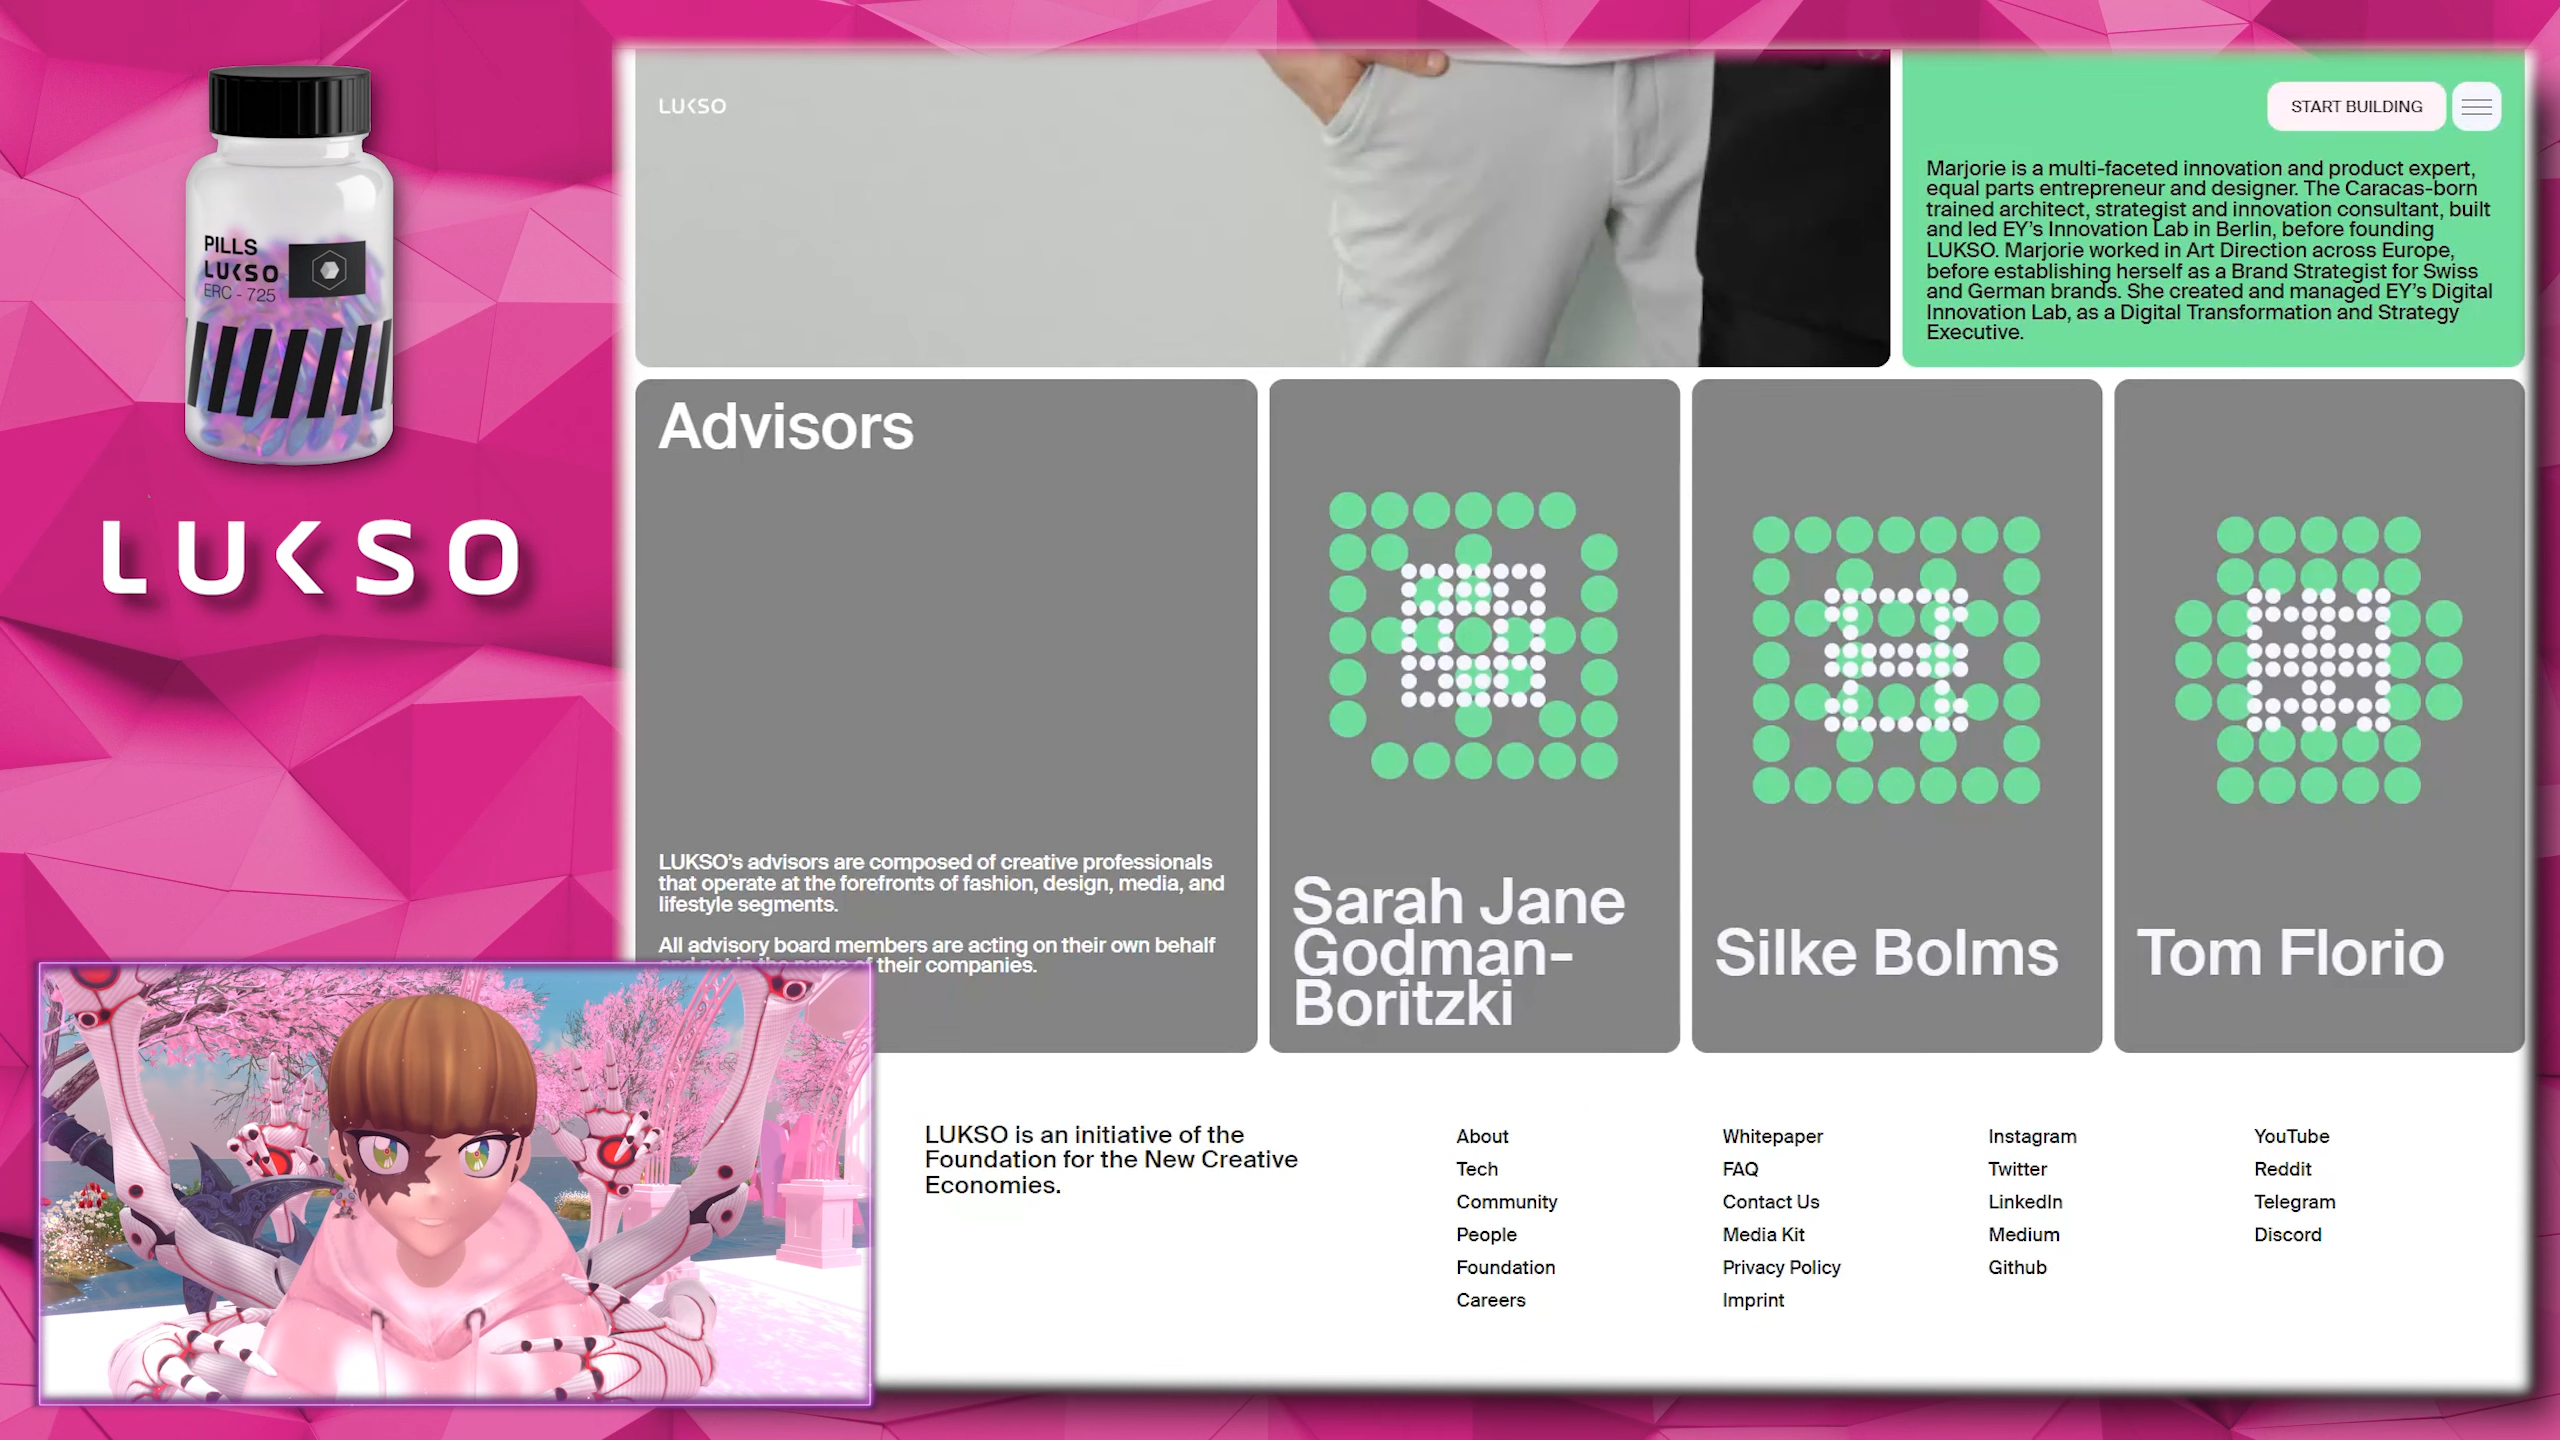 PILLS
LUKSO
ERC - 725
LUKSO
LUKSO
START BUILDING
Marjorie is a multi-faceted innovation and product expert,
equal parts entrepreneur and designer. The Caracas-born
trained architect, strategist and innovation consultant, built
and led EY's Innovation Lab in Berlin, before founding
LUKSO. Marjorie worked in Art Direction across Europe,
before establishing herself as a Brand Strategist for Swiss
and German brands. She created and managed EY's Digital
Innovation Lab, as a Digital Transformation and Strategy
Executive.
Advisors
LUKSO's advisors are composed of creative professionals
that operate at the forefronts of fashion, design, media, and
lifestyle segments.
All advisory board members are acting on their own behalf
and not in the name of their companies.
Sarah Jane
Godman-
Boritzki
Silke Bolms
Tom Florio
LUKSO is an initiative of the
Foundation for the New Creative
Economies.
About
Tech
Community
People
Foundation
Careers
Whitepaper
FAQ
Contact Us
Media Kit
Privacy Policy
Imprint
Instagram
Twitter
LinkedIn
Medium
Github
YouTube
Reddit
Telegram
Discord